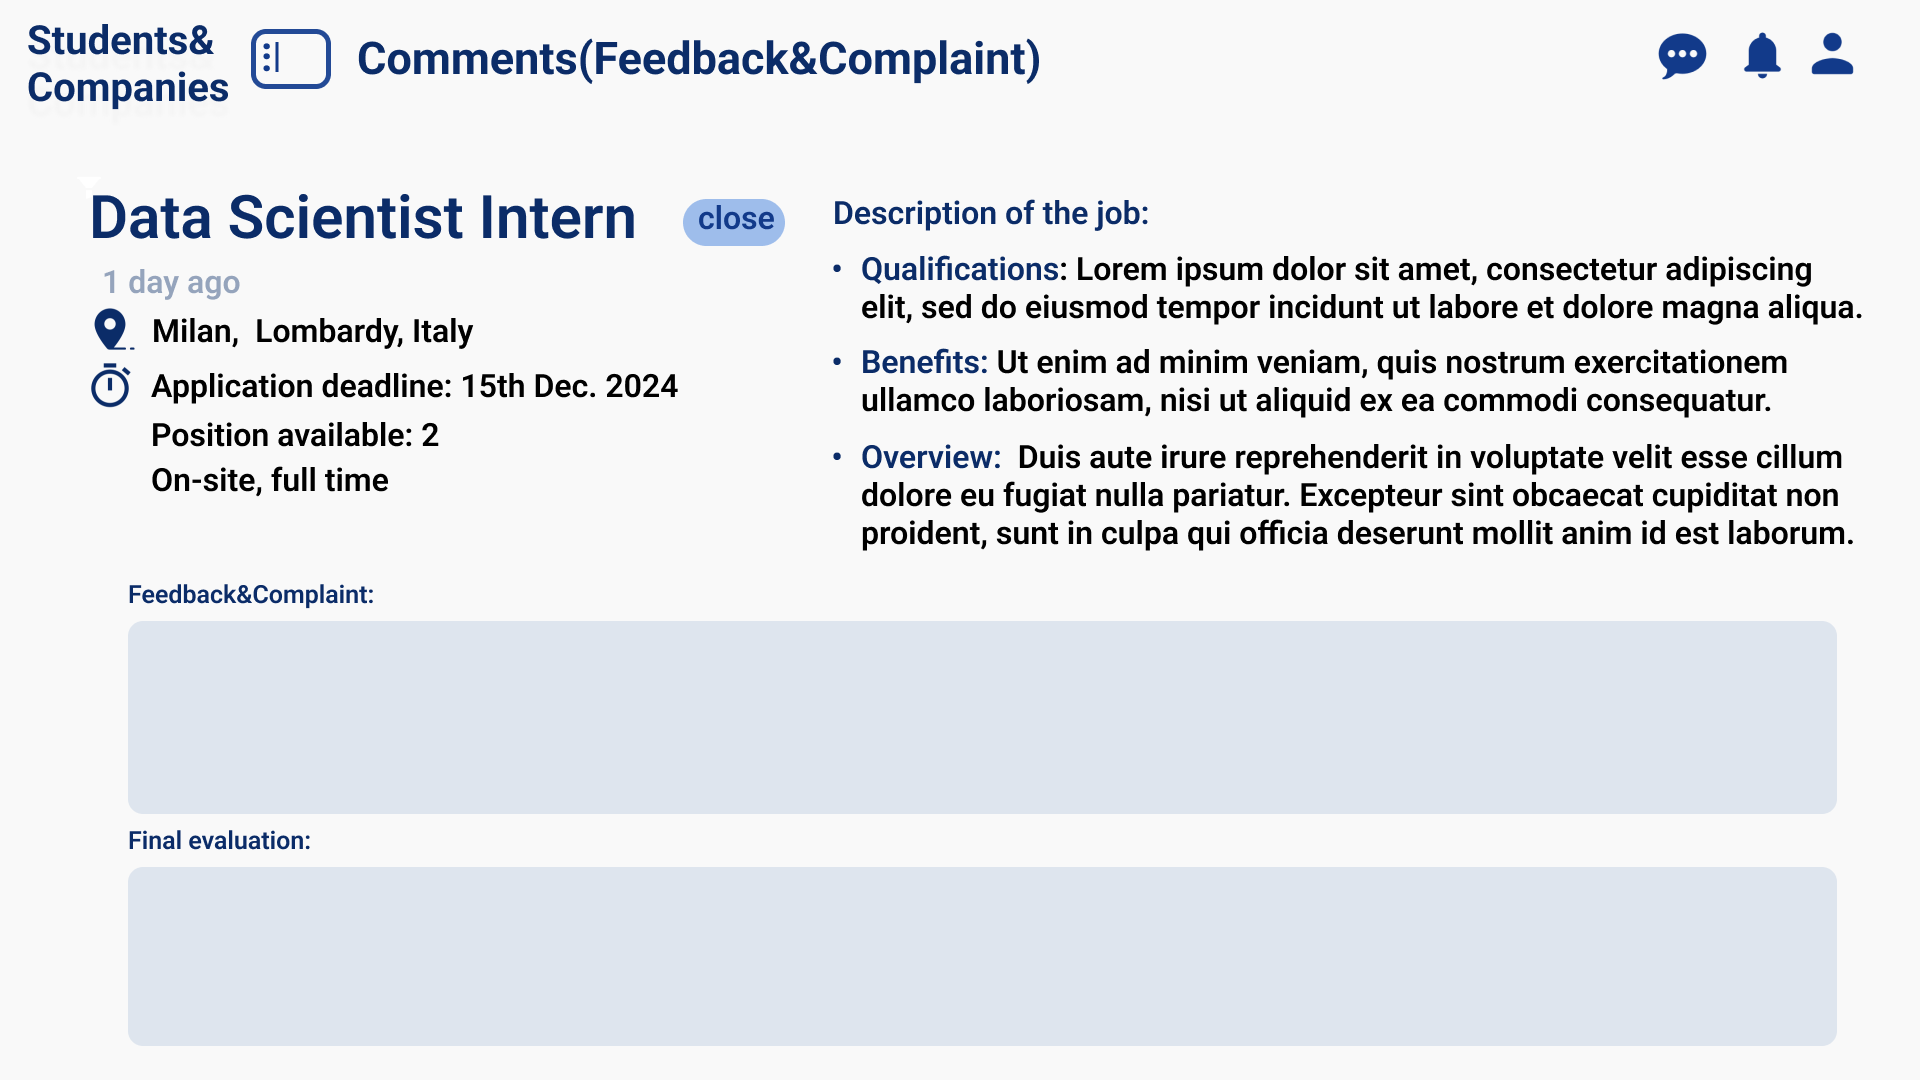 Students&
Companies
Comments(Feedback&Complaint)
Data Scientist Intern
close
1 day ago
Milan,  Lombardy, Italy
Application deadline: 15th Dec. 2024
Position available: 2
On-site, full time
Description of the job:
• Qualifications: Lorem ipsum dolor sit amet, consectetur adipiscing
elit, sed do eiusmod tempor incidunt ut labore et dolore magna aliqua.
• Benefits: Ut enim ad minim veniam, quis nostrum exercitationem
ullamco laboriosam, nisi ut aliquid ex ea commodi consequatur.
• Overview:  Duis aute irure reprehenderit in voluptate velit esse cillum
dolore eu fugiat nulla pariatur. Excepteur sint obcaecat cupiditat non
proident, sunt in culpa qui officia deserunt mollit anim id est laborum.
Feedback&Complaint:
Final evaluation: